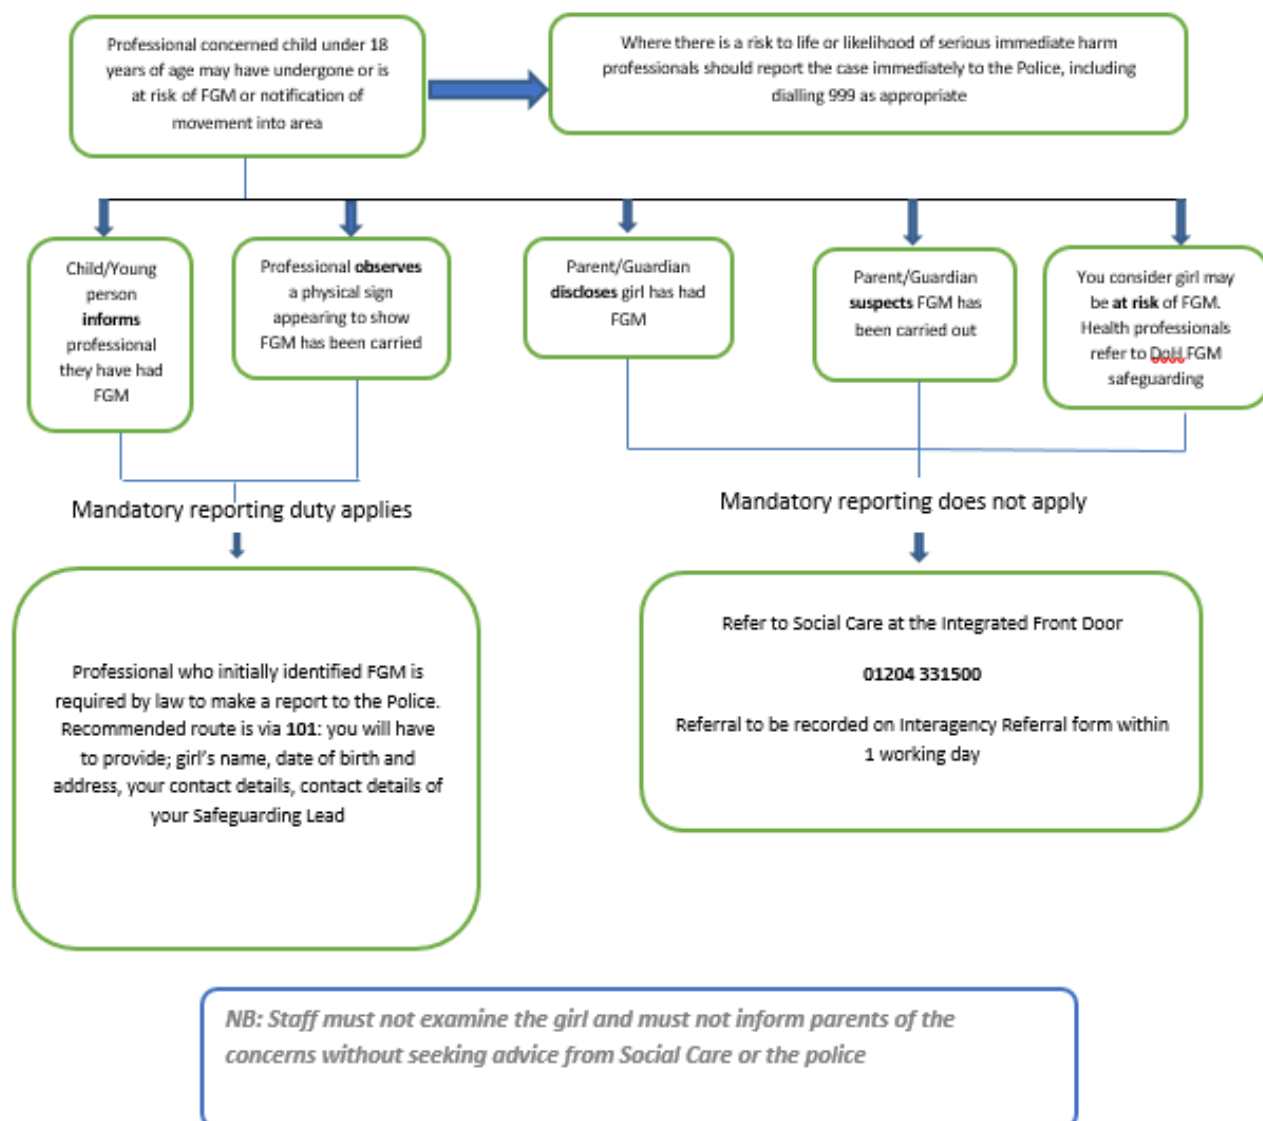 Professional concerned child under 18
years of age may have undergone or is
at risk of FGM or notification of
movement into area
Where there is a risk to life or likelihood of serious immediate harm
professionals should report the case immediately to the Police, including
dialling 999 as appropriate
Child/Young
person
informs
professional
they have had
FGM
Professional observes
a physical sign
appearing to show
FGM has been carried
Parent/Guardian
discloses girl has had
FGM
Parent/Guardian
suspects FGM has
been carried out
You consider girl may
be at risk of FGM.
Health professionals
refer to DoH FGM
safeguarding
Mandatory reporting duty applies
Mandatory reporting does not apply
Professional who initially identified FGM is
required by law to make a report to the Police.
Recommended route is via 101: you will have
to provide; girl's name, date of birth and
address, your contact details, contact details of
your Safeguarding Lead
Refer to Social Care at the Integrated Front Door
01204 331500
Referral to be recorded on Interagency Referral form within
1 working day
NB: Staff must not examine the girl and must not inform parents of the
concerns without seeking advice from Social Care or the police